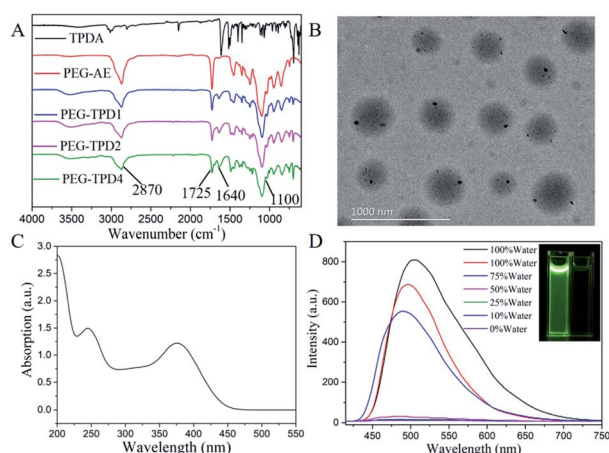 A
TPDA
PEG-AE
PEG-TPD1
PEG-TPD2
PEG-TPD4
2870
1725
1640
1100
4000 3500 3000 2500 2000 1500 1000
Wavenumber (cm⁻¹)
B
1000 nm
C
Absorption (a.u.)
3.0
2.5
2.0
1.5
1.0
0.5
0.0
200 250 300 350 400 450 500 550
Wavelength (nm)
D
Intensity (a.u.)
800
600
400
200
0
100%Water
100%Water
75%Water
50%Water
25%Water
10%Water
0%Water
450 500 550 600 650 700 750
Wavelength (nm)